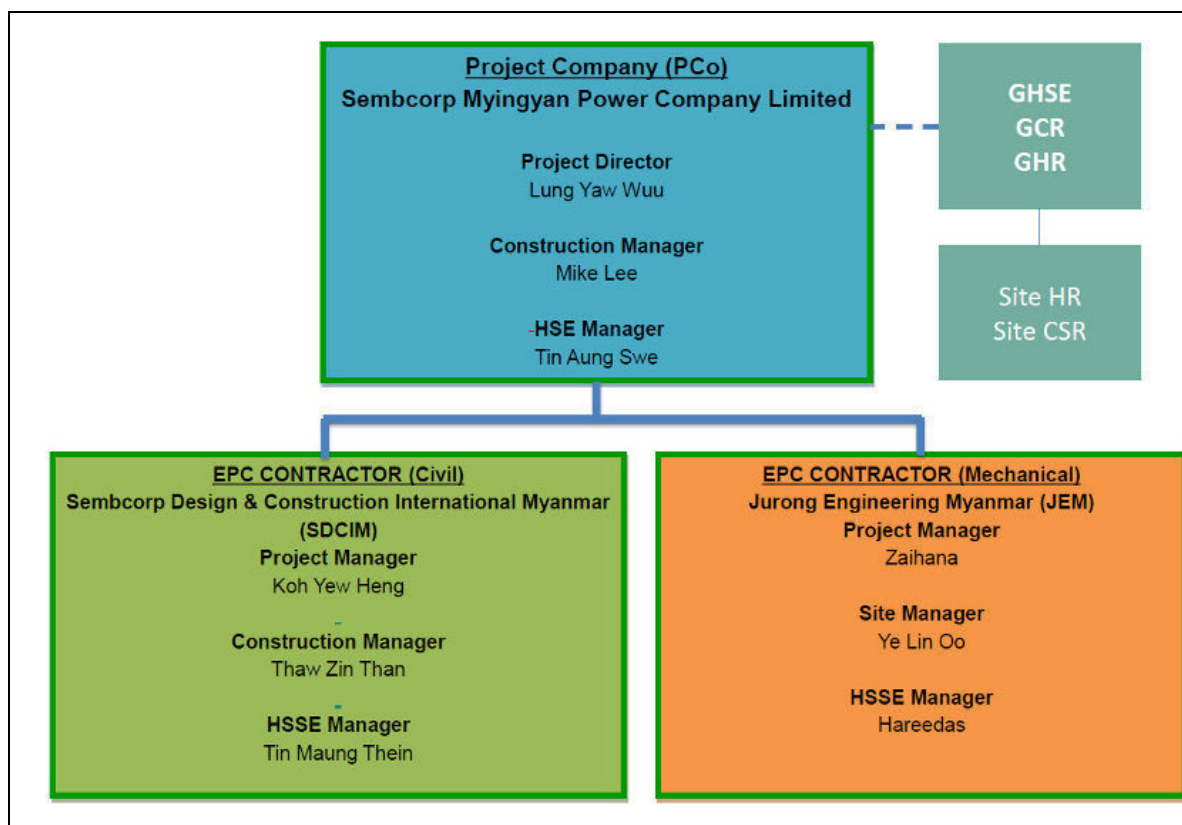 Project Company (PCo)
Sembcorp Myingyan Power Company Limited
Project Director
Lung Yaw Wuu
Construction Manager
Mike Lee
-HSE Manager
Tin Aung Swe
GHSE
GCR
GHR
Site HR
Site CSR
EPC CONTRACTOR (Civil)
Sembcorp Design & Construction International Myanmar
(SDCIM)
Project Manager
Koh Yew Heng
-
Construction Manager
Thaw Zin Than
-
HSSE Manager
Tin Maung Thein
EPC CONTRACTOR (Mechanical)
Jurong Engineering Myanmar (JEM)
Project Manager
Zaihana
Site Manager
Ye Lin Oo
HSSE Manager
Hareedas